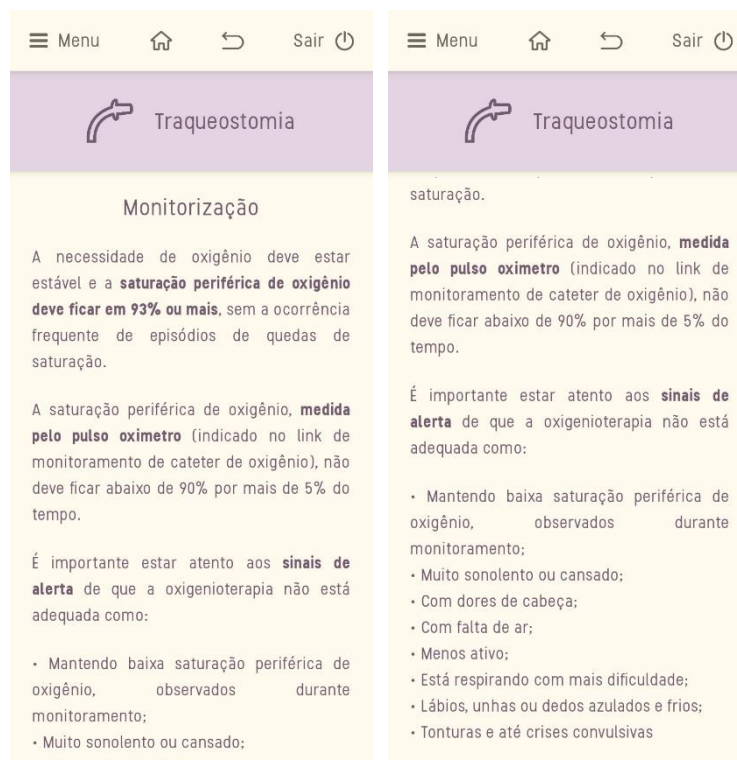 Menu
Sair
Traqueostomia
Monitorização
A necessidade de oxigênio deve estar
estável e a saturação periférica de oxigênio
deve ficar em 93% ou mais, sem a ocorrência
frequente de episódios de quedas de
saturação.
A saturação periférica de oxigênio, medida
pelo pulso oximetro (indicado no link de
monitoramento de cateter de oxigênio), não
deve ficar abaixo de 90% por mais de 5% do
tempo.
É importante estar atento aos sinais de
alerta de que a oxigenioterapia não está
adequada como:
• Mantendo baixa saturação periférica de
oxigênio, observados durante
monitoramento;
• Muito sonolento ou cansado;
Menu
Sair
Traqueostomia
saturação.
A saturação periférica de oxigênio, medida
pelo pulso oximetro (indicado no link de
monitoramento de cateter de oxigênio), não
deve ficar abaixo de 90% por mais de 5% do
tempo.
É importante estar atento aos sinais de
alerta de que a oxigenioterapia não está
adequada como:
• Mantendo baixa saturação periférica de
oxigênio, observados durante
monitoramento;
• Muito sonolento ou cansado;
• Com dores de cabeça;
• Com falta de ar;
• Menos ativo;
• Está respirando com mais dificuldade;
• Lábios, unhas ou dedos azulados e frios;
• Tonturas e até crises convulsivas